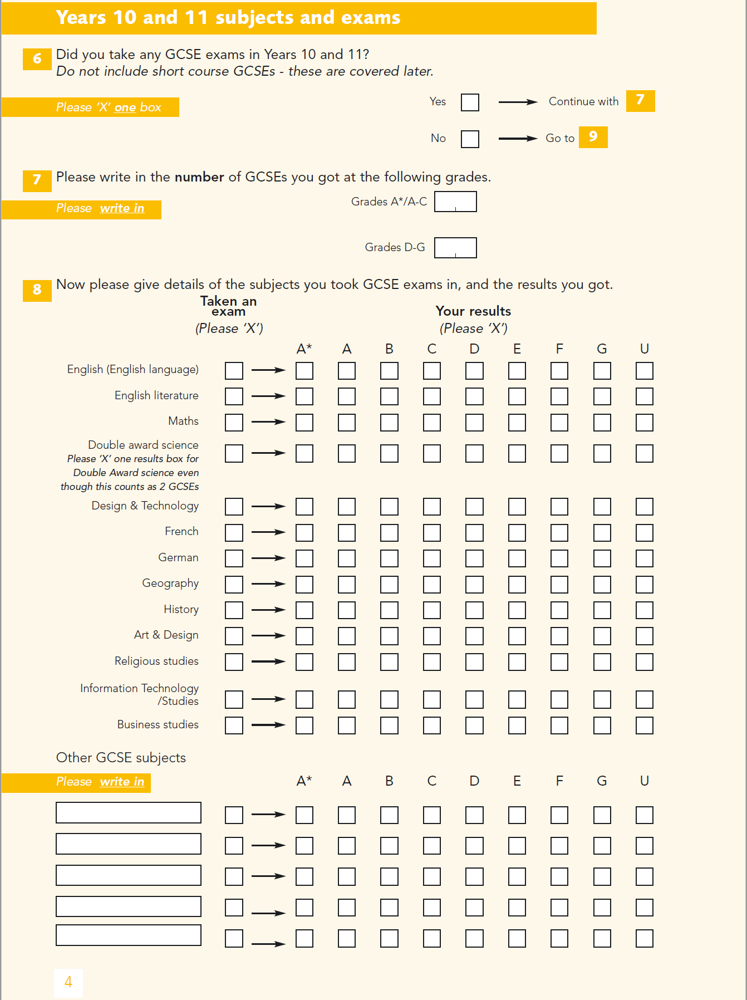 Years 10 and 11 subjects and exams
6 Did you take any GCSE exams in Years 10 and 11?
Do not include short course GCSEs - these are covered later.
Please ‘X’ one box
Yes Continue with 7
No Go to 9
7 Please write in the number of GCSEs you got at the following grades.
Please write in
Grades A*/A-C
Grades D-G
8 Now please give details of the subjects you took GCSE exams in, and the results you got.
Taken an
exam
(Please ‘X’)
Your results
(Please ‘X’)
A* A B C D E F G U
English (English language)
English literature
Maths
Double award science
Please ‘X’ one results box for
Double Award science even
though this counts as 2 GCSEs
Design & Technology
French
German
Geography
History
Art & Design
Religious studies
Information Technology
/Studies
Business studies
Other GCSE subjects
Please write in
A* A B C D E F G U
4